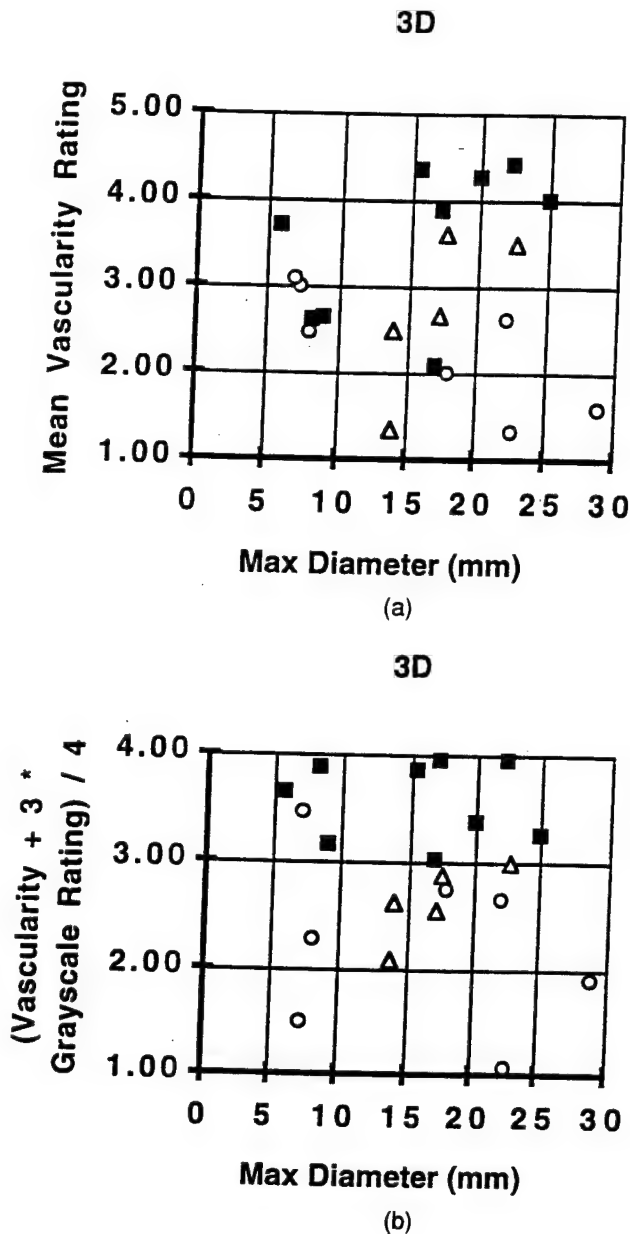 3D
Mean Vascularity Rating
5.00
4.00
3.00
2.00
1.00
0 5 10 15 20 25 30
Max Diameter (mm)
(a)
3D
(Vascularity + 3 *
Grayscale Rating) / 4
4.00
3.00
2.00
1.00
0 5 10 15 20 25 30
Max Diameter (mm)
(b)